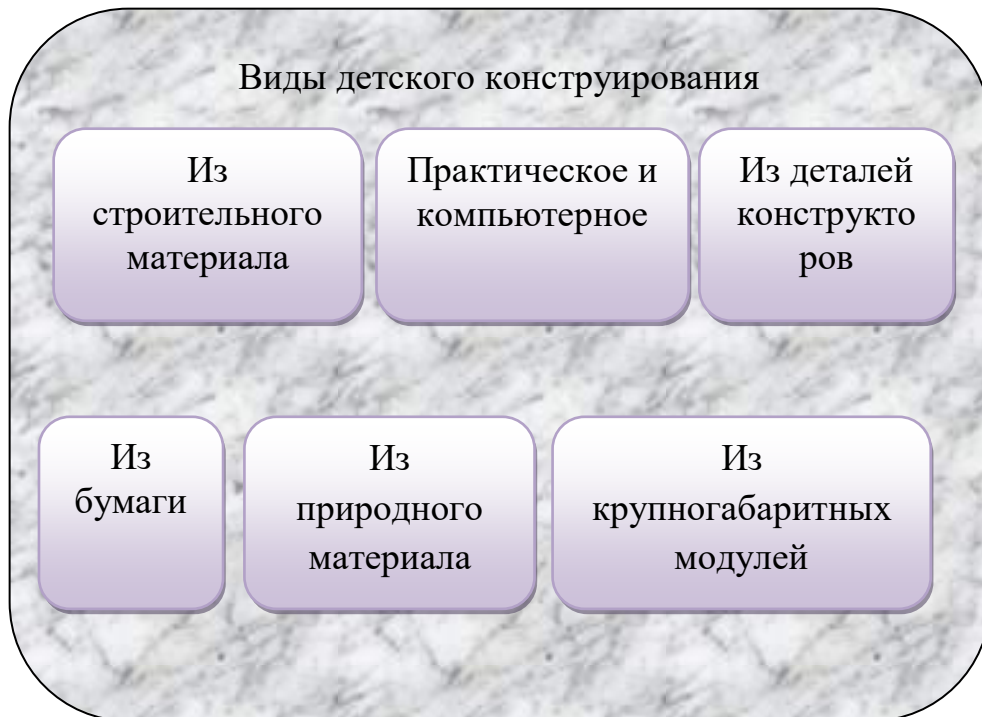 Виды детского конструирования
Из
строительного
материала
Практическое и
компьютерное
Из деталей
конструкто
ров
Из
бумаги
Из
природного
материала
Из
крупногабаритных
модулей